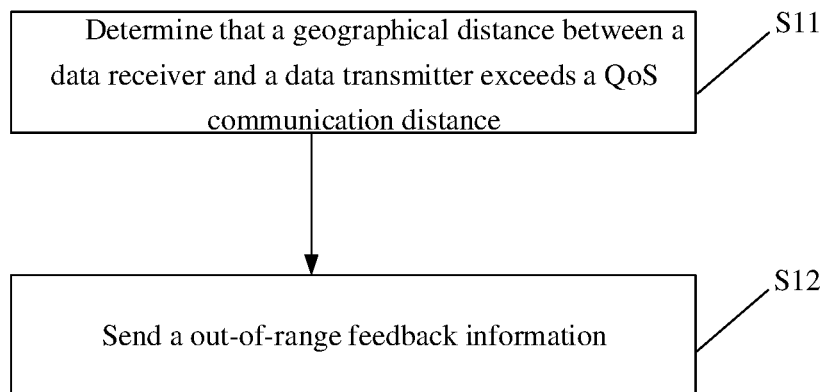 Determine that a geographical distance between a
data receiver and a data transmitter exceeds a QoS
communication distance
S11
Send a out-of-range feedback information
S12